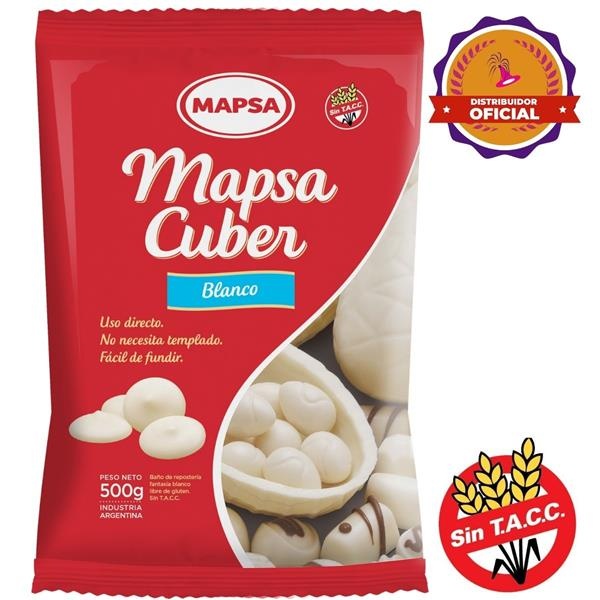 MAPSA
Sin T.A.C.C.
Mapsa
Cuber
Blanco
Uso directo.
No necesita templado.
Fácil de fundir.
PESO NETO
500g
INDUSTRIA
ARGENTINA
Baño de repostería
fantasía blanco
libre de gluten.
Sin T.A.C.C.
DISTRIBUIDOR
OFICIAL
Sin T.A.C.C.